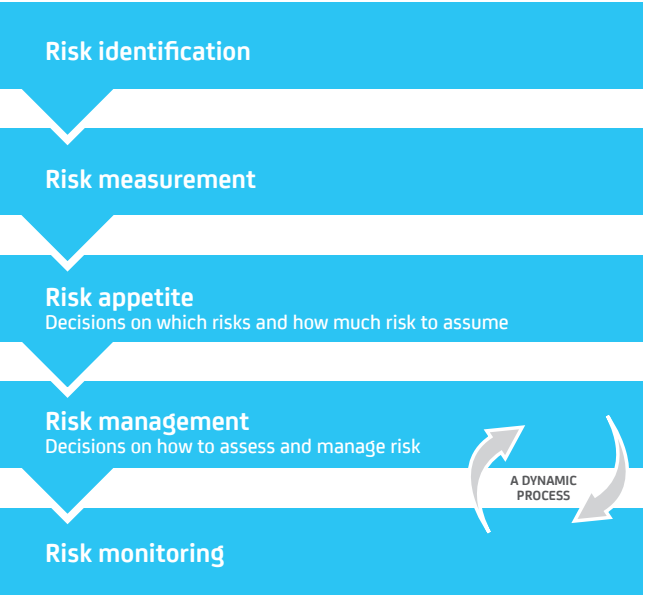 Risk identification
Risk measurement
Risk appetite
Decisions on which risks and how much risk to assume
Risk management
Decisions on how to assess and manage risk
A DYNAMIC
PROCESS
Risk monitoring